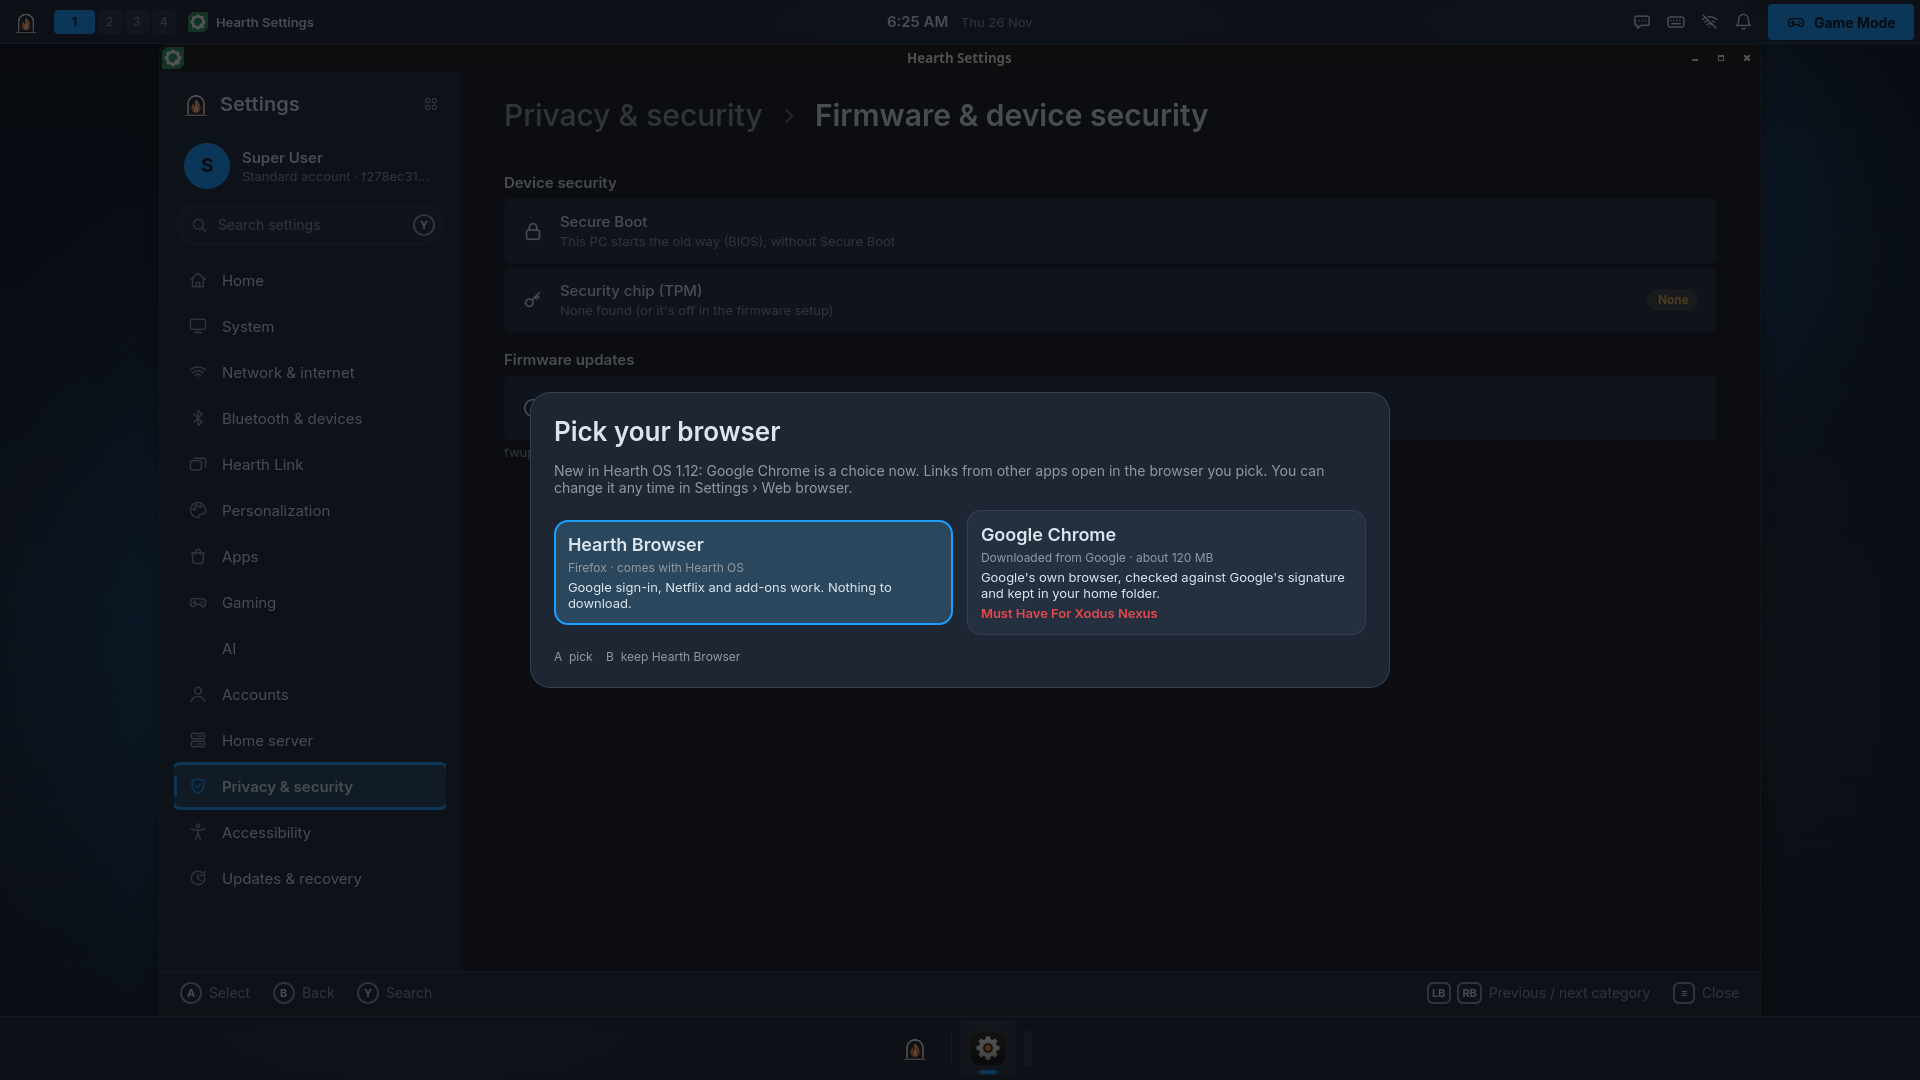 1 2 3 4 Hearth Settings
6:25 AM Thu 26 Nov
Game Mode
Hearth Settings
Settings
S
Super User
Standard account · f278ec31...
Search settings Y
Home
System
Network & internet
Bluetooth & devices
Hearth Link
Personalization
Apps
Gaming
AI
Accounts
Home server
Privacy & security
Accessibility
Updates & recovery
Privacy & security › Firmware & device security
Device security
Secure Boot
This PC starts the old way (BIOS), without Secure Boot
Security chip (TPM)
None found (or it's off in the firmware setup)
None
Firmware updates
Pick your browser
New in Hearth OS 1.12: Google Chrome is a choice now. Links from other apps open in the browser you pick. You can
change it any time in Settings › Web browser.
Hearth Browser
Firefox · comes with Hearth OS
Google sign-in, Netflix and add-ons work. Nothing to
download.
Google Chrome
Downloaded from Google · about 120 MB
Google's own browser, checked against Google's signature
and kept in your home folder.
Must Have For Xodus Nexus
A pick B keep Hearth Browser
A Select B Back Y Search
LB RB Previous / next category ≡ Close